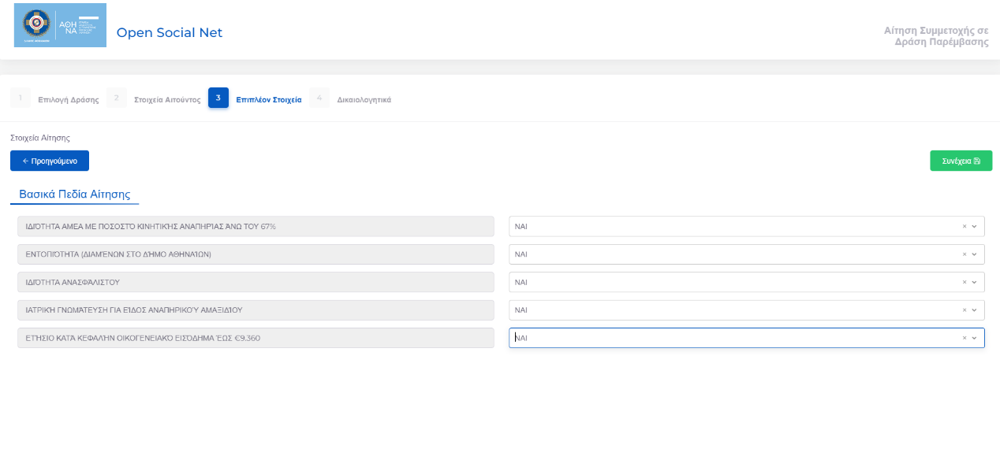 ΑΘΗ
ΝΑ
Open Social Net
Αίτηση Συμμετοχής σε
Δράση Παρέμβασης
1 Επιλογή Δράσης 2 Στοιχεία Αιτούντος 3 Επιπλέον Στοιχεία 4 Δικαιολογητικά
Στοιχεία Αίτησης
← Προηγούμενο
Συνέχεια
Βασικά Πεδία Αίτησης
ΙΔΙΌΤΗΤΑ ΑΜΕΑ ΜΕ ΠΟΣΟΣΤΌ ΚΙΝΗΤΙΚΉΣ ΑΝΑΠΗΡΊΑΣ ΆΝΩ ΤΟΥ 67% ΝΑΙ ×
ΕΝΤΟΠΙΌΤΗΤΑ (ΔΙΑΜΈΝΩΝ ΣΤΟ ΔΉΜΟ ΑΘΗΝΑΊΩΝ) ΝΑΙ ×
ΙΔΙΌΤΗΤΑ ΑΝΑΣΦΆΛΙΣΤΟΥ ΝΑΙ ×
ΙΑΤΡΙΚΉ ΓΝΩΜΆΤΕΥΣΗ ΓΙΑ ΕΊΔΟΣ ΑΝΑΠΗΡΙΚΟΎ ΑΜΑΞΙΔΊΟΥ ΝΑΙ ×
ΕΤΉΣΙΟ ΚΑΤΆ ΚΕΦΑΛΉΝ ΟΙΚΟΓΕΝΕΙΑΚΌ ΕΙΣΌΔΗΜΑ ΈΩΣ €9.360 ΝΑΙ ×